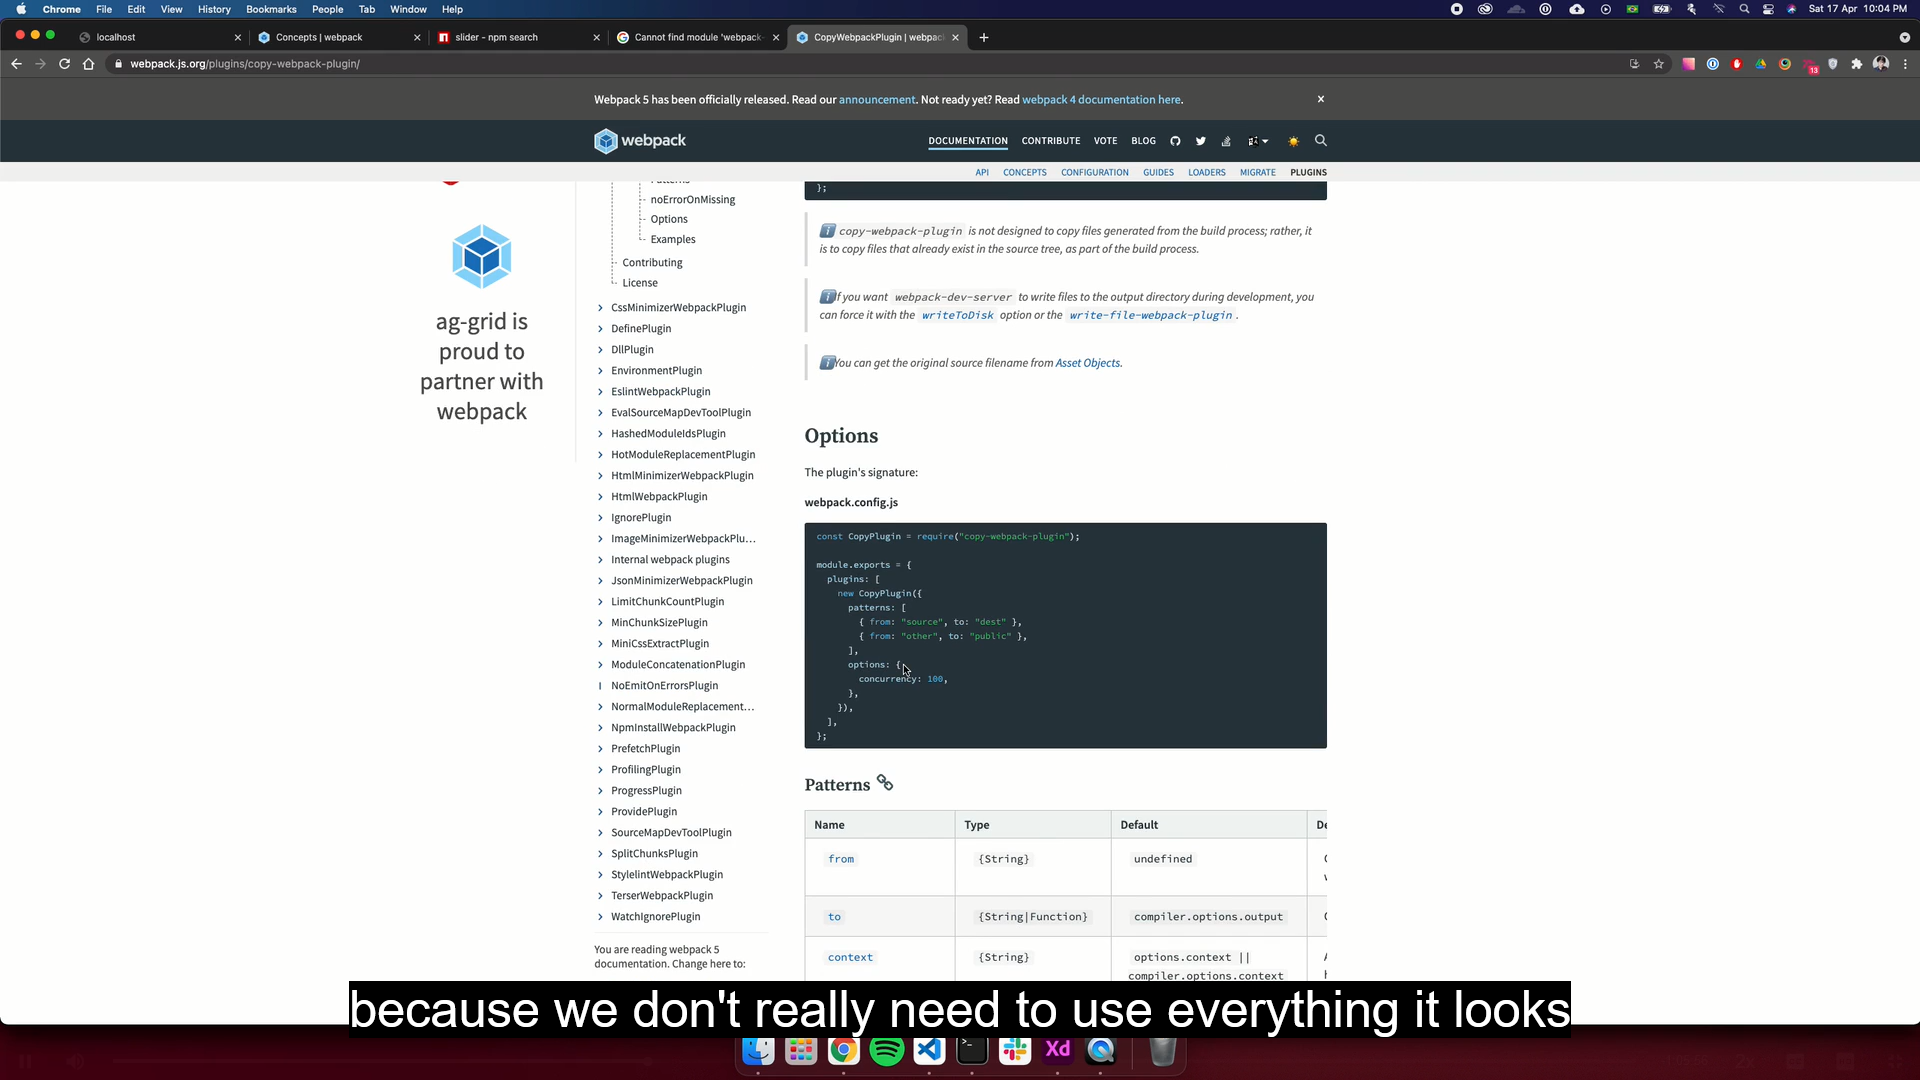 Chrome File Edit View History Bookmarks People Tab Window Help Sat 17 Apr 10:04 PM
localhost Concepts | webpack slider - npm search Cannot find module 'webpack- CopyWebpackPlugin | webpac
webpack.js.org/plugins/copy-webpack-plugin/ 13
Webpack 5 has been officially released. Read our announcement. Not ready yet? Read webpack 4 documentation here.
webpack DOCUMENTATION CONTRIBUTE VOTE BLOG
API CONCEPTS CONFIGURATION GUIDES LOADERS MIGRATE PLUGINS
ag-grid is
proud to
partner with
webpack
Patterns
noErrorOnMissing
Options
Examples
Contributing
License
CssMinimizerWebpackPlugin
DefinePlugin
DllPlugin
EnvironmentPlugin
EslintWebpackPlugin
EvalSourceMapDevToolPlugin
HashedModuleIdsPlugin
HotModuleReplacementPlugin
HtmlMinimizerWebpackPlugin
HtmlWebpackPlugin
IgnorePlugin
ImageMinimizerWebpackPlu...
Internal webpack plugins
JsonMinimizerWebpackPlugin
LimitChunkCountPlugin
MinChunkSizePlugin
MiniCssExtractPlugin
ModuleConcatenationPlugin
NoEmitOnErrorsPlugin
NormalModuleReplacement...
NpmInstallWebpackPlugin
PrefetchPlugin
ProfilingPlugin
ProgressPlugin
ProvidePlugin
SourceMapDevToolPlugin
SplitChunksPlugin
StylelintWebpackPlugin
TerserWebpackPlugin
WatchIgnorePlugin
You are reading webpack 5
documentation. Change here to:
};
copy-webpack-plugin is not designed to copy files generated from the build process; rather, it
is to copy files that already exist in the source tree, as part of the build process.
If you want webpack-dev-server to write files to the output directory during development, you
can force it with the writeToDisk option or the write-file-webpack-plugin.
You can get the original source filename from Asset Objects.
Options
The plugin's signature:
webpack.config.js
const CopyPlugin = require("copy-webpack-plugin");
module.exports = {
plugins: [
new CopyPlugin({
patterns: [
{ from: "source", to: "dest" },
{ from: "other", to: "public" },
],
options: {
concurrency: 100,
},
}),
],
};
Patterns
Name Type Default De
from {String} undefined
to {String|Function} compiler.options.output
context {String} options.context ||
compiler.options.context
because we don't really need to use everything it looks
Xd